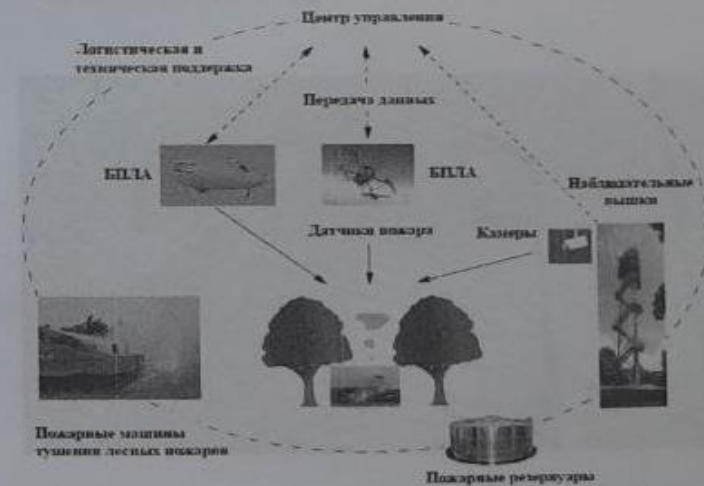 Центр управления
Логистическая и
техническая поддержка
Передача данных
БПЛА
БПЛА
Наблюдательные
вышки
Датчики пожара
Камеры
Пожарные машины
тушения лесных пожаров
Пожарные резервуары